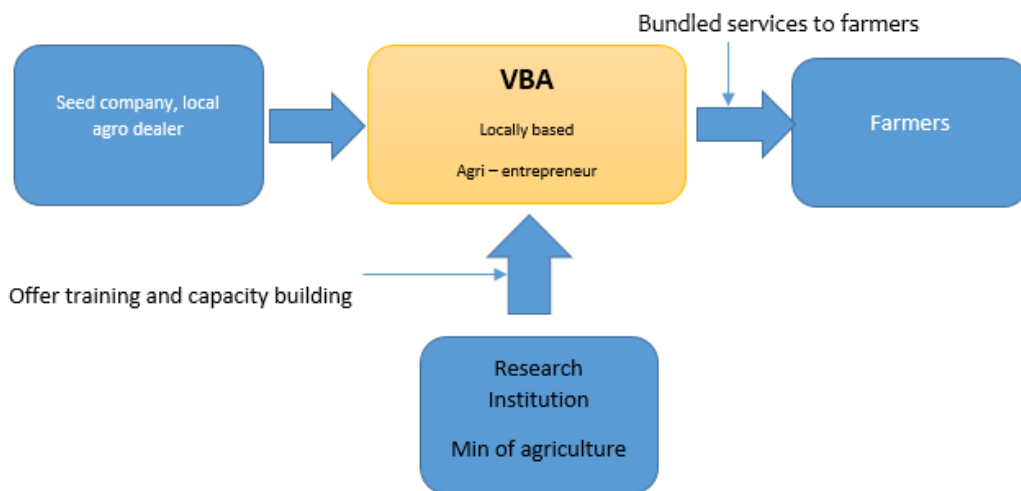 Bundled services to farmers
Seed company, local
agro dealer
VBA
Locally based
Agri – entrepreneur
Farmers
Offer training and capacity building
Research
Institution
Min of agriculture